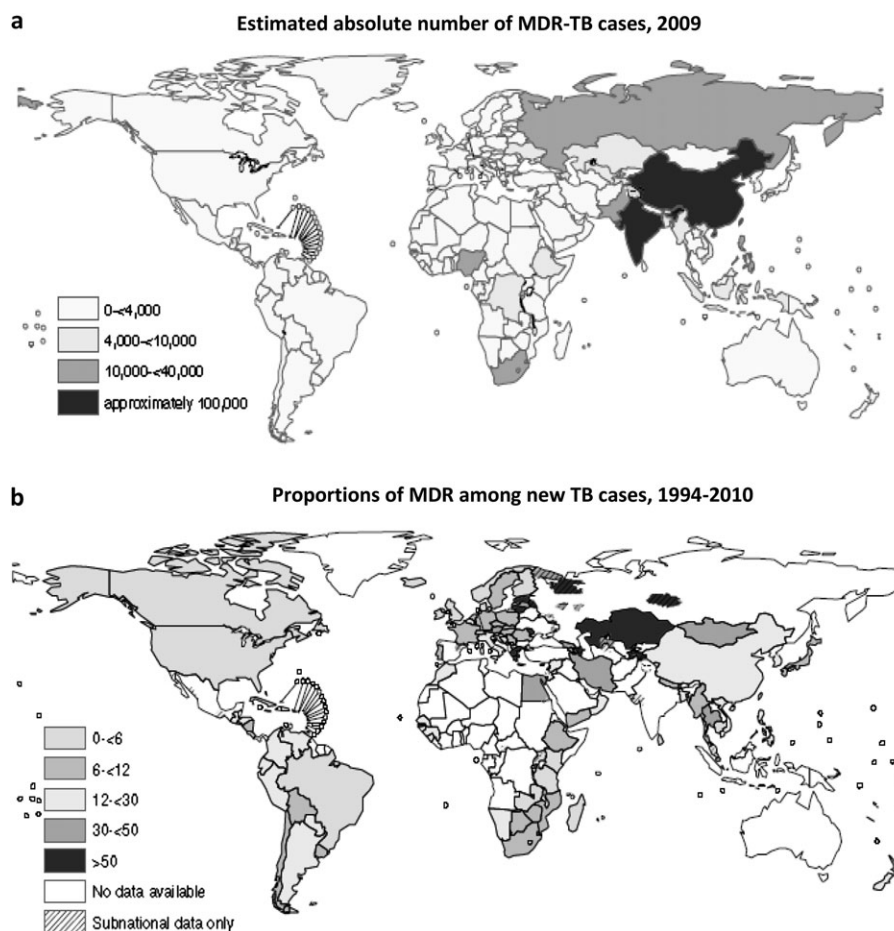 a
Estimated absolute number of MDR-TB cases, 2009
0-<4,000
4,000-<10,000
10,000-<40,000
approximately 100,000
b
Proportions of MDR among new TB cases, 1994-2010
0-<6
6-<12
12-<30
30-<50
>50
No data available
Subnational data only